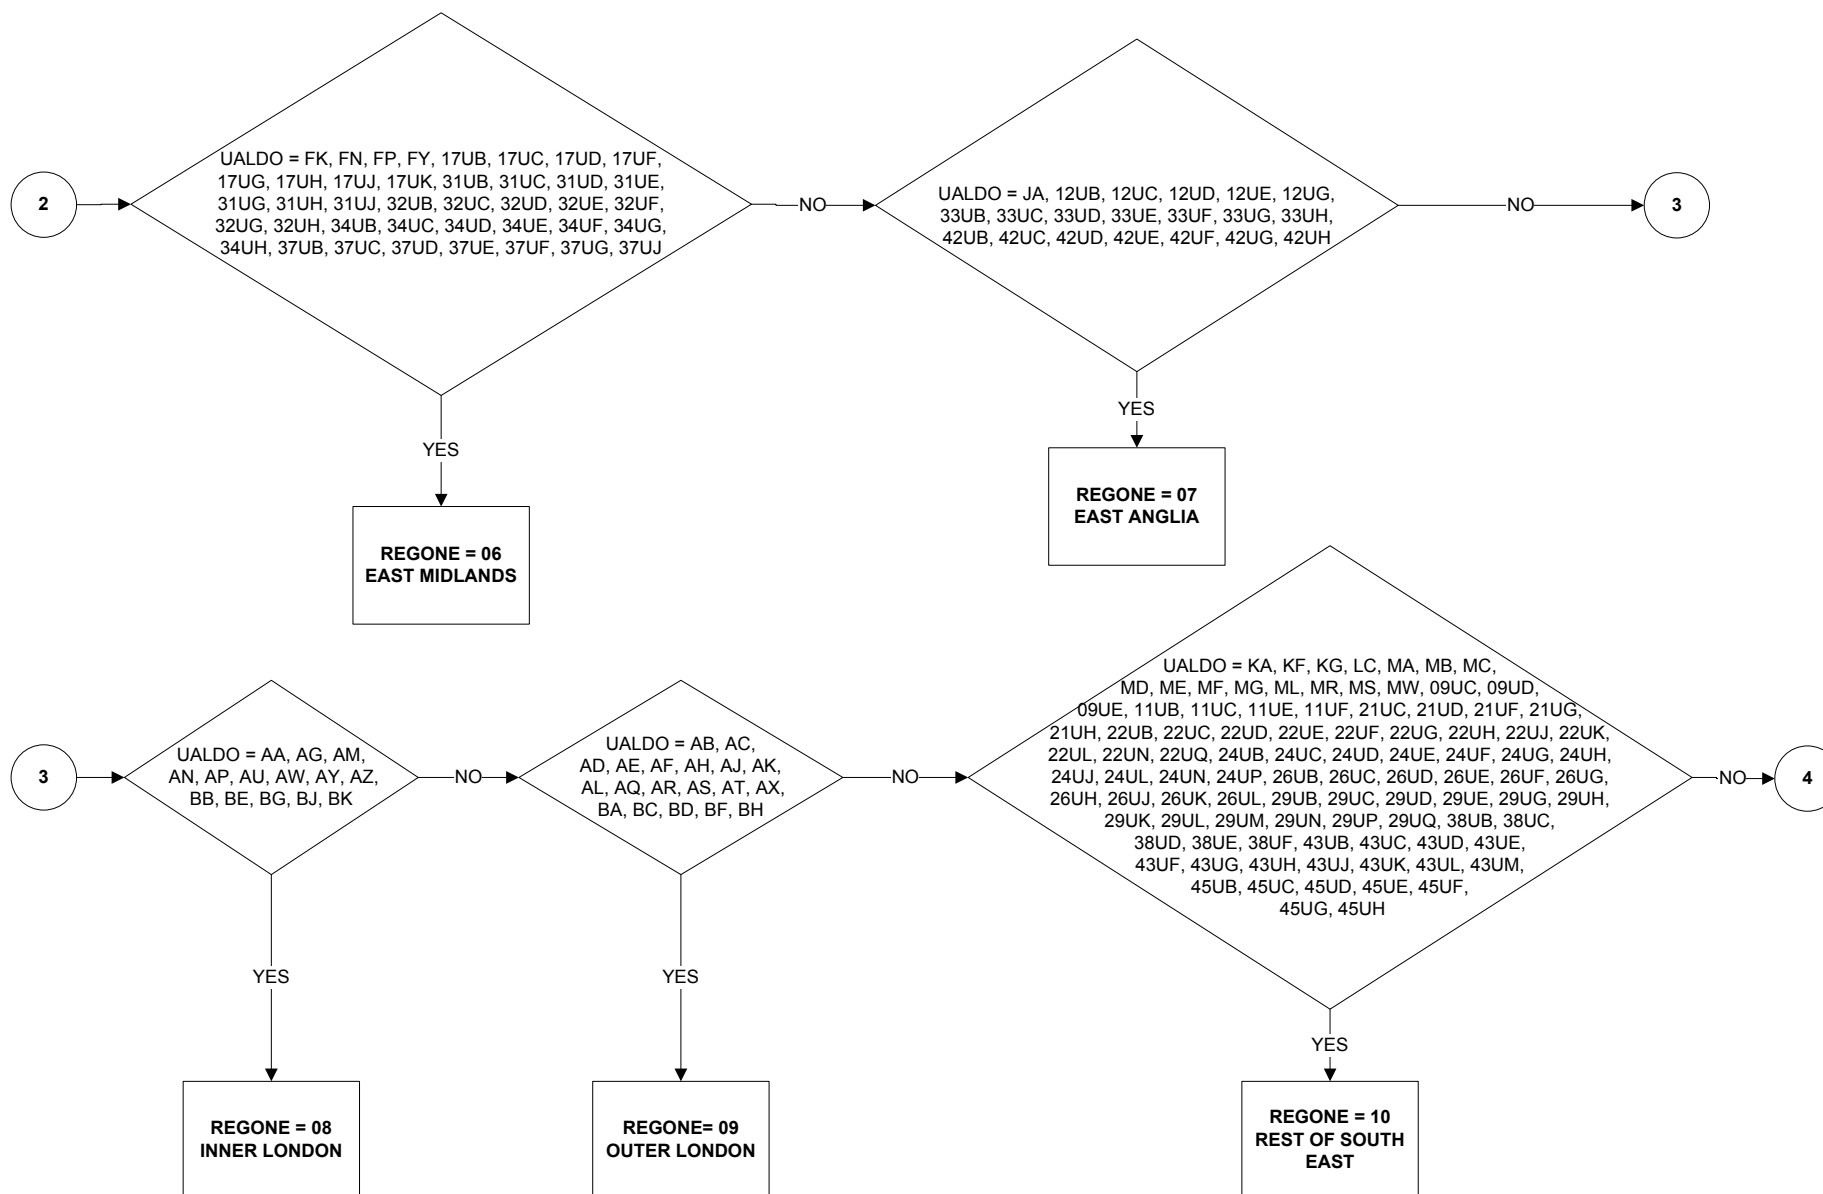 2
UALDO = FK, FN, FP, FY, 17UB, 17UC, 17UD, 17UF,
17UG, 17UH, 17UJ, 17UK, 31UB, 31UC, 31UD, 31UE,
31UG, 31UH, 31UJ, 32UB, 32UC, 32UD, 32UE, 32UF,
32UG, 32UH, 34UB, 34UC, 34UD, 34UE, 34UF, 34UG,
34UH, 37UB, 37UC, 37UD, 37UE, 37UF, 37UG, 37UJ
NO
UALDO = JA, 12UB, 12UC, 12UD, 12UE, 12UG,
33UB, 33UC, 33UD, 33UE, 33UF, 33UG, 33UH,
42UB, 42UC, 42UD, 42UE, 42UF, 42UG, 42UH
NO
3
YES
YES
REGONE = 06
EAST MIDLANDS
REGONE = 07
EAST ANGLIA
3
UALDO = AA, AG, AM,
AN, AP, AU, AW, AY, AZ,
BB, BE, BG, BJ, BK
NO
UALDO = AB, AC,
AD, AE, AF, AH, AJ, AK,
AL, AQ, AR, AS, AT, AX,
BA, BC, BD, BF, BH
NO
UALDO = KA, KF, KG, LC, MA, MB, MC,
MD, ME, MF, MG, ML, MR, MS, MW, 09UC, 09UD,
09UE, 11UB, 11UC, 11UE, 11UF, 21UC, 21UD, 21UF, 21UG,
21UH, 22UB, 22UC, 22UD, 22UE, 22UF, 22UG, 22UH, 22UJ, 22UK,
22UL, 22UN, 22UQ, 24UB, 24UC, 24UD, 24UE, 24UF, 24UG, 24UH,
24UJ, 24UL, 24UN, 24UP, 26UB, 26UC, 26UD, 26UE, 26UF, 26UG,
26UH, 26UJ, 26UK, 26UL, 29UB, 29UC, 29UD, 29UE, 29UG, 29UH,
29UK, 29UL, 29UM, 29UN, 29UP, 29UQ, 38UB, 38UC,
38UD, 38UE, 38UF, 43UB, 43UC, 43UD, 43UE,
43UF, 43UG, 43UH, 43UJ, 43UK, 43UL, 43UM,
45UB, 45UC, 45UD, 45UE, 45UF,
45UG, 45UH
NO
4
YES
YES
YES
REGONE = 08
INNER LONDON
REGONE= 09
OUTER LONDON
REGONE = 10
REST OF SOUTH
EAST